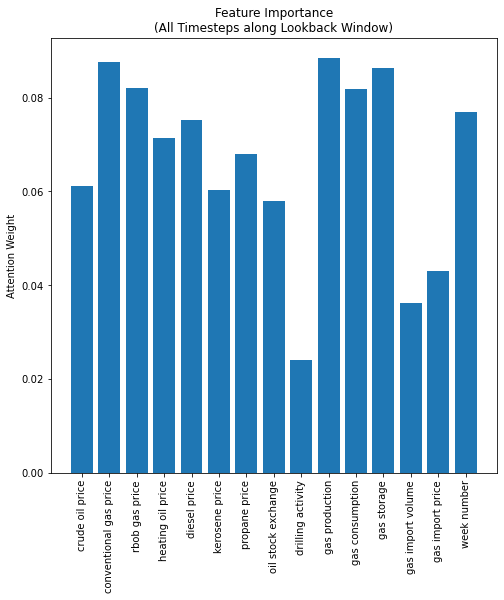 Feature Importance
(All Timesteps along Lookback Window)
Attention Weight
0.08
0.06
0.04
0.02
0.00
crude oil price
conventional gas price
rbob gas price
heating oil price
diesel price
kerosene price
propane price
oil stock exchange
drilling activity
gas production
gas consumption
gas storage
gas import volume
gas import price
week number